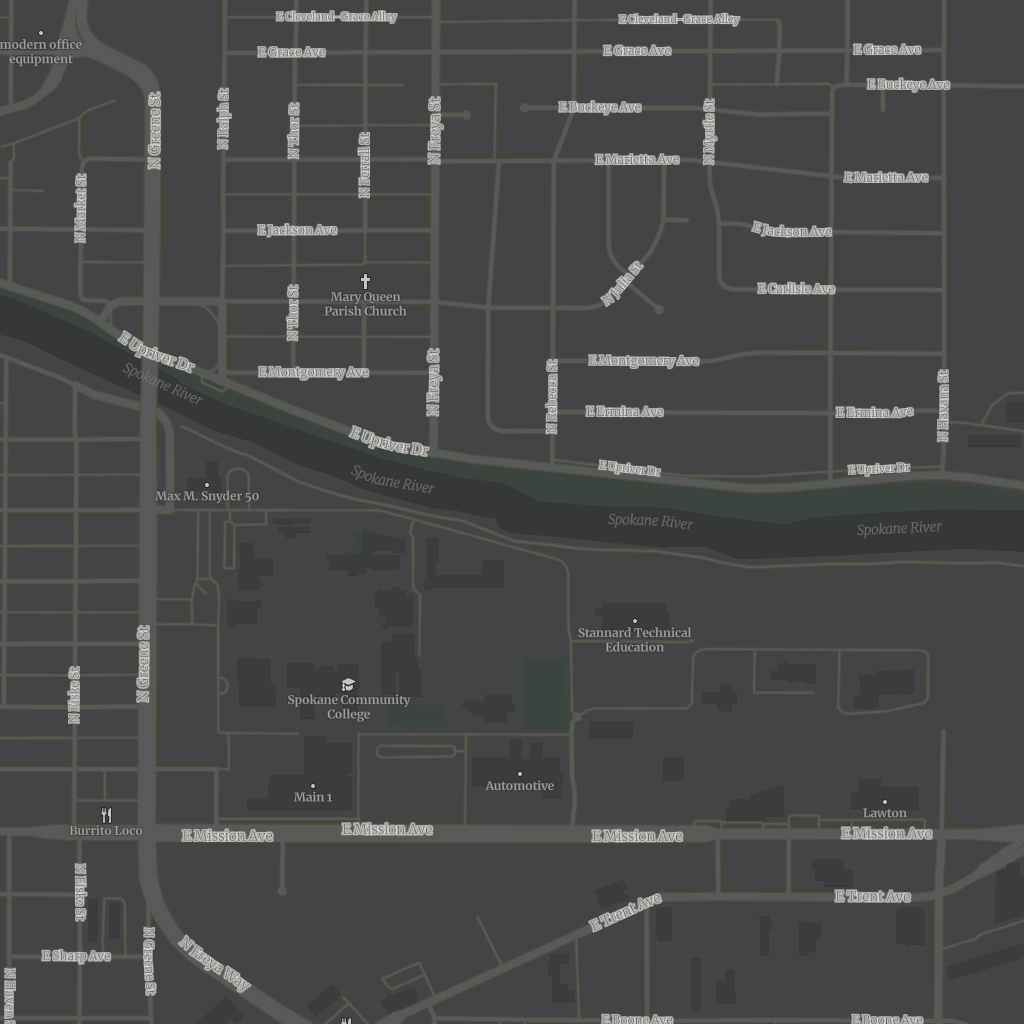 E Cleveland-Grace Alley
E Cleveland-Grace Alley
modern office
equipment
E Grace Ave
E Grace Ave
E Grace Ave
E Buckeye Ave
E Buckeye Ave
N Greene St
N Ralph St
N Thor St
N Ferrall St
N Freya St
N Myrtle St
E Marietta Ave
E Marietta Ave
N Market St
E Jackson Ave
E Jackson Ave
Mary Queen
Parish Church
N Thor St
N Julia St
E Carlisle Ave
E Upriver Dr
Spokane River
E Montgomery Ave
E Montgomery Ave
N Freya St
N Rebecca St
N Havana St
E Ermina Ave
E Ermina Ave
E Upriver Dr
E Upriver Dr
E Upriver Dr
Spokane River
Max M. Snyder 50
Spokane River
Spokane River
Stannard Technical
Education
N Greene St
N Fiske St
Spokane Community
College
Main 1
Automotive
Lawton
Burrito Loco
E Mission Ave
E Mission Ave
E Mission Ave
E Mission Ave
N Fiske St
E Trent Ave
E Trent Ave
E Sharp Ave
N Greene St
N Freya Way
N Haven
E Boone Ave
E Boone Ave